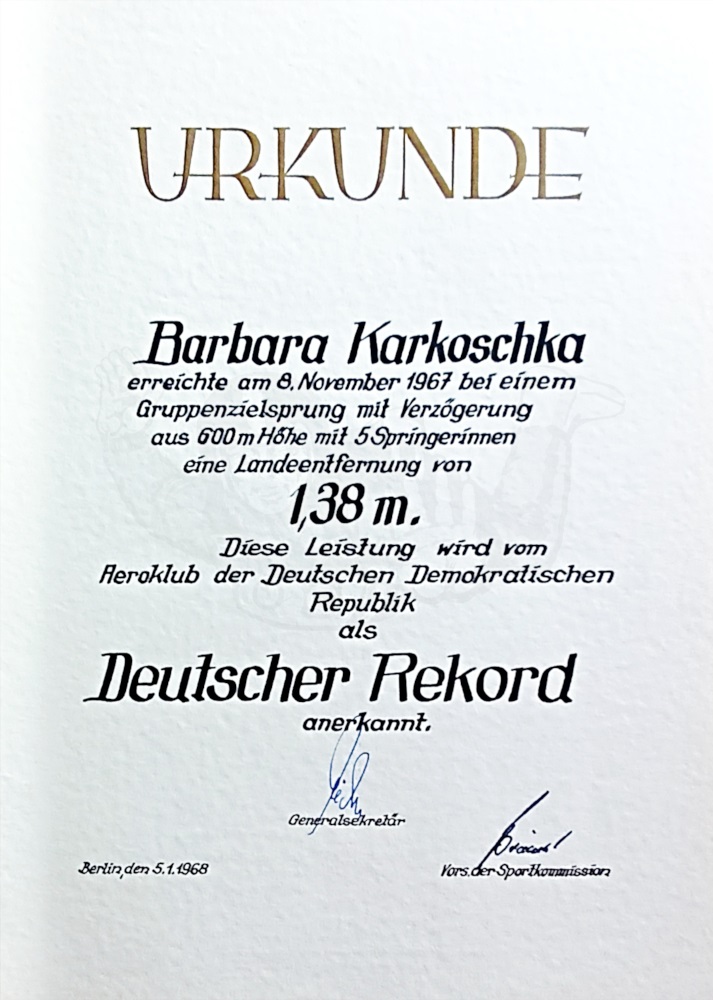 URKUNDE
Barbara Karkoschka
erreichte am 8. November 1967 bei einem
Gruppenzielsprung mit Verzögerung
aus 600 m Höhe mit 5 Springerinnen
eine Landeentfernung von
1,38 m.
Diese Leistung wird vom
Aeroklub der Deutschen Demokratischen
Republik
als
Deutscher Rekord
anerkannt.
Generalsekretär
Berlin, den 5.1.1968
Vors. der Sportkommission